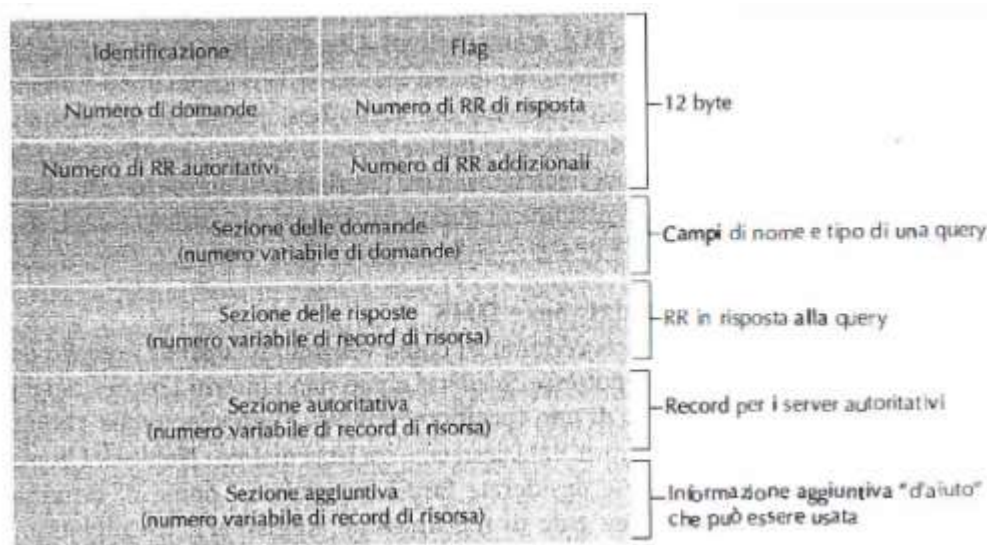 Identificazione
Flag
Numero di domande
Numero di RR di risposta
12 byte
Numero di RR autoritativi
Numero di RR addizionali
Sezione delle domande
(numero variabile di domande)
Campi di nome e tipo di una query
Sezione delle risposte
(numero variabile di record di risorsa)
RR in risposta alla query
Sezione autoritativa
(numero variabile di record di risorsa)
Record per i server autoritativi
Sezione aggiuntiva
(numero variabile di record di risorsa)
Informazione aggiuntiva "d'aiuto"
che può essere usata